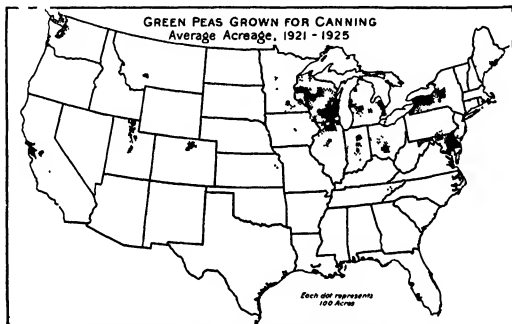 GREEN PEAS GROWN FOR CANNING
Average Acreage, 1921 - 1925
Each dot represents
100 Acres